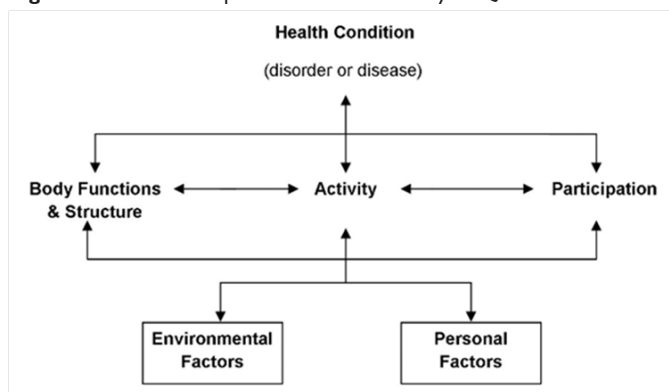 Health Condition
(disorder or disease)
Body Functions
& Structure
Activity
Participation
Environmental
Factors
Personal
Factors